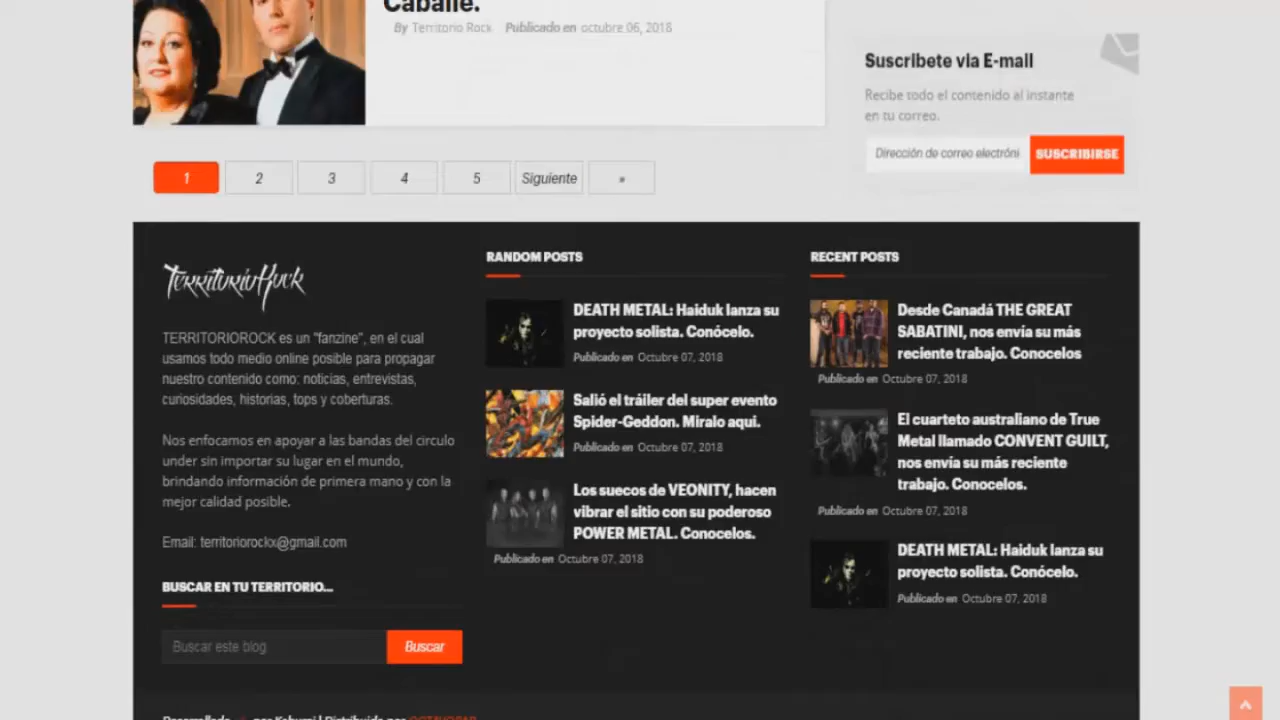 Caballé.
By Territorio Rock Publicado en octubre 06, 2018
Suscribete via E-mail
Recibe todo el contenido al instante
en tu correo.
Dirección de correo electróni
SUSCRIBIRSE
1 2 3 4 5 Siguiente »
TerritorioRock
TERRITORIOROCK es un "fanzine", en el cual
usamos todo medio online posible para propagar
nuestro contenido como: noticias, entrevistas,
curiosidades, historias, tops y coberturas.
Nos enfocamos en apoyar a las bandas del circulo
under sin importar su lugar en el mundo,
brindando información de primera mano y con la
mejor calidad posible.
Email: territoriorockx@gmail.com
BUSCAR EN TU TERRITORIO...
Buscar este blog
Buscar
RANDOM POSTS
DEATH METAL: Haiduk lanza su
proyecto solista. Conócelo.
Publicado en Octubre 07, 2018
Salió el tráiler del super evento
Spider-Geddon. Miralo aqui.
Publicado en Octubre 07, 2018
Los suecos de VEONITY, hacen
vibrar el sitio con su poderoso
POWER METAL. Conocelos.
Publicado en Octubre 07, 2018
RECENT POSTS
Desde Canadá THE GREAT
SABATINI, nos envía su más
reciente trabajo. Conocelos
Publicado en Octubre 07, 2018
El cuarteto australiano de True
Metal llamado CONVENT GUILT,
nos envía su más reciente
trabajo. Conocelos.
Publicado en Octubre 07, 2018
DEATH METAL: Haiduk lanza su
proyecto solista. Conócelo.
Publicado en Octubre 07, 2018